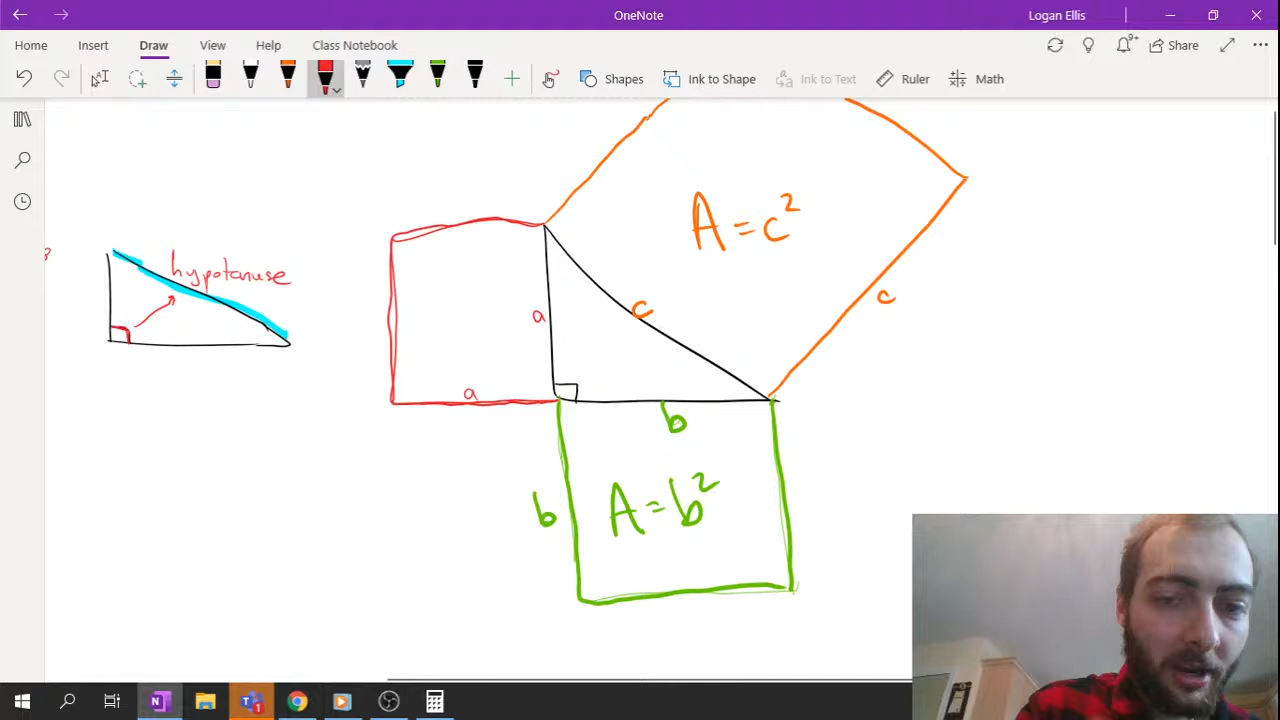 OneNote
Logan Ellis
Home Insert Draw View Help Class Notebook
Share
Shapes
Ink to Shape
Ink to Text
Ruler
Math
A = c²
hypotanuse
a
c
c
a
b
b
A = b²